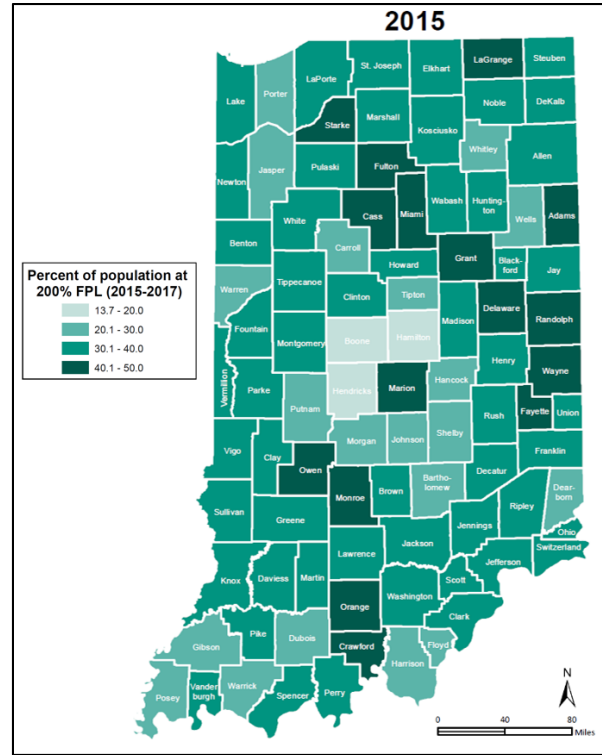 2015
LaGrange
Steuben
St. Joseph
Elkhart
LaPorte
Porter
Lake
Noble
DeKalb
Marshall
Starke
Kosciusko
Whitley
Allen
Jasper
Pulaski
Fulton
Newton
Wabash
Hunting-
ton
Miami
Cass
White
Wells
Adams
Benton
Carroll
Grant
Black-
ford
Jay
Howard
Warren
Tippecanoe
Tipton
Clinton
Delaware
Randolph
Madison
Fountain
Montgomery
Boone
Hamilton
Henry
Wayne
Vermillion
Parke
Hendricks
Marion
Hancock
Putnam
Rush
Fayette
Union
Shelby
Morgan
Johnson
Franklin
Vigo
Clay
Owen
Decatur
Monroe
Brown
Bartho-
lomew
Dear-
born
Sullivan
Greene
Ripley
Jennings
Ohio
Jackson
Switzerland
Lawrence
Jefferson
Knox
Daviess
Martin
Scott
Washington
Orange
Clark
Pike
Dubois
Gibson
Crawford
Floyd
Harrison
Posey
Vander-
burgh
Warrick
Spencer
Perry
Percent of population at
200% FPL (2015-2017)
13.7 - 20.0
20.1 - 30.0
30.1 - 40.0
40.1 - 50.0
N
0 40 80
Miles